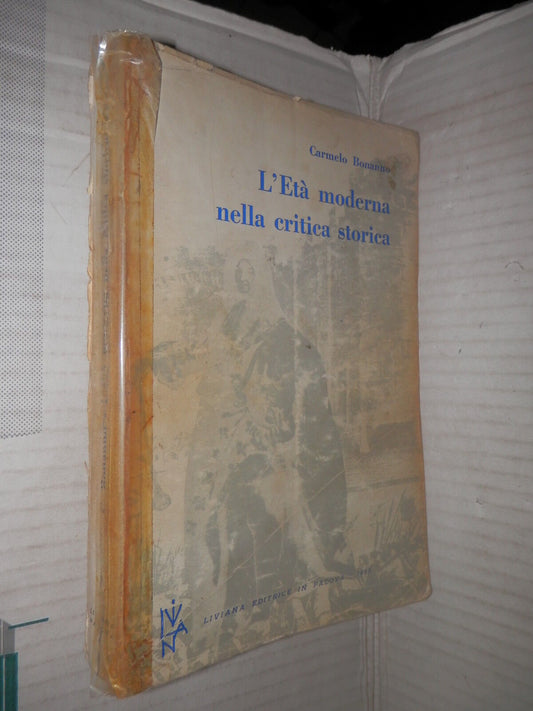 Carmelo Bonanno
L'Età moderna
nella critica storica
LIVIANA EDITRICE IN PADOVA